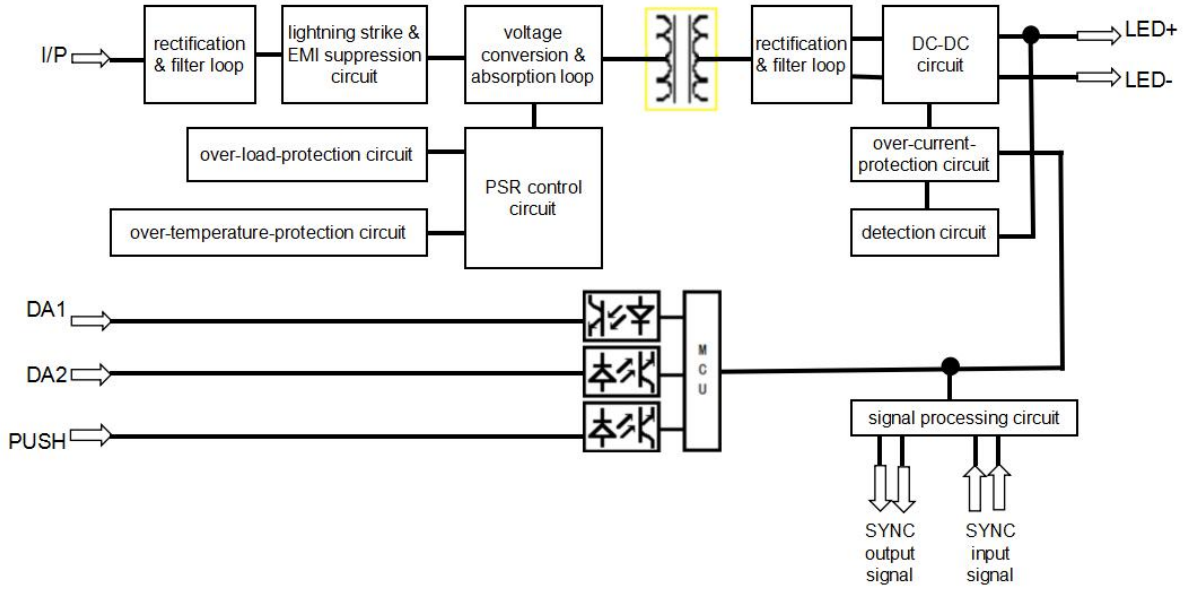 I/P
rectification
& filter loop
lightning strike &
EMI suppression
circuit
voltage
conversion &
absorption loop
rectification
& filter loop
DC-DC
circuit
LED+
LED-
over-load-protection circuit
PSR control
circuit
over-current-
protection circuit
over-temperature-protection circuit
detection circuit
DA1
DA2
PUSH
M
C
U
signal processing circuit
SYNC
output
signal
SYNC
input
signal